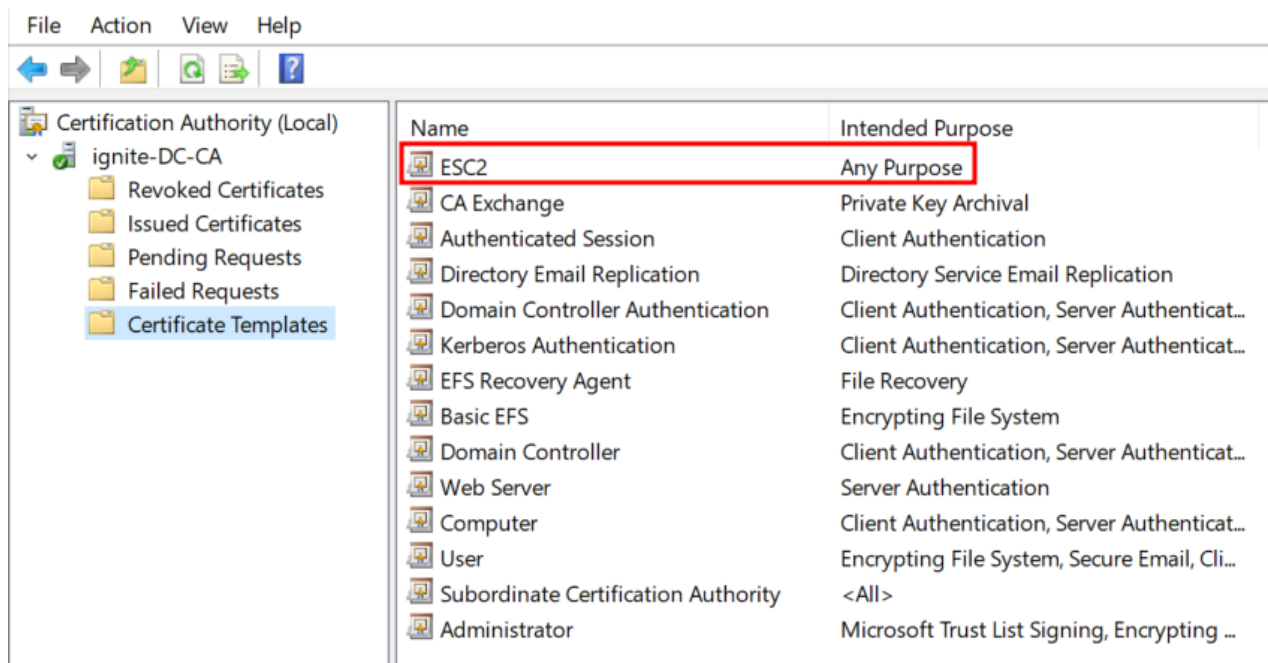 File Action View Help
Certification Authority (Local)
ignite-DC-CA
Revoked Certificates
Issued Certificates
Pending Requests
Failed Requests
Certificate Templates
Name Intended Purpose
ESC2 Any Purpose
CA Exchange Private Key Archival
Authenticated Session Client Authentication
Directory Email Replication Directory Service Email Replication
Domain Controller Authentication Client Authentication, Server Authenticat...
Kerberos Authentication Client Authentication, Server Authenticat...
EFS Recovery Agent File Recovery
Basic EFS Encrypting File System
Domain Controller Client Authentication, Server Authenticat...
Web Server Server Authentication
Computer Client Authentication, Server Authenticat...
User Encrypting File System, Secure Email, Cli...
Subordinate Certification Authority <All>
Administrator Microsoft Trust List Signing, Encrypting ...